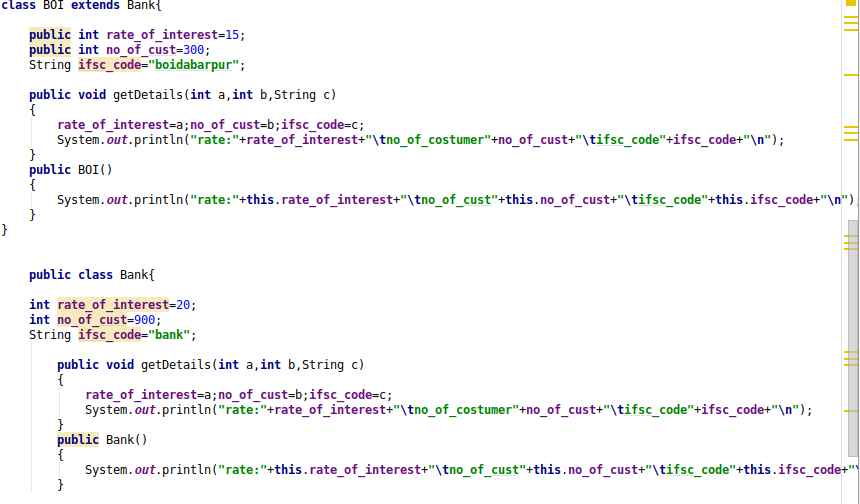 class BOI extends Bank{
public int rate_of_interest=15;
public int no_of_cust=300;
String ifsc_code="boidabarpur";
public void getDetails(int a,int b,String c)
{
rate_of_interest=a;no_of_cust=b;ifsc_code=c;
System.out.println("rate:"+rate_of_interest+"\tno_of_costumer"+no_of_cust+"\tifsc_code"+ifsc_code+"\n");
}
public BOI()
{
System.out.println("rate:"+this.rate_of_interest+"\tno_of_cust"+this.no_of_cust+"\tifsc_code"+this.ifsc_code+"\n");
}
}
public class Bank{
int rate_of_interest=20;
int no_of_cust=900;
String ifsc_code="bank";
public void getDetails(int a,int b,String c)
{
rate_of_interest=a;no_of_cust=b;ifsc_code=c;
System.out.println("rate:"+rate_of_interest+"\tno_of_costumer"+no_of_cust+"\tifsc_code"+ifsc_code+"\n");
}
public Bank()
{
System.out.println("rate:"+this.rate_of_interest+"\tno_of_cust"+this.no_of_cust+"\tifsc_code"+this.ifsc_code+"\
}